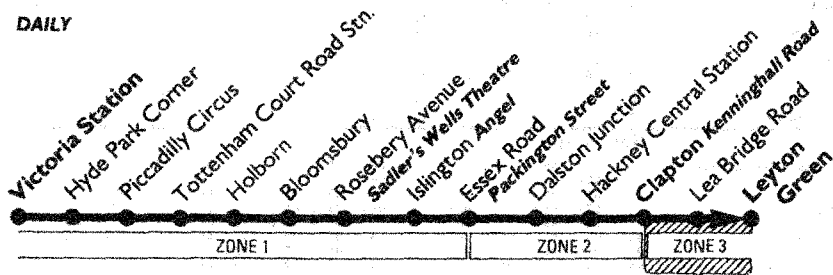 DAILY
Victoria Station
Hyde Park Corner
Piccadilly Circus
Tottenham Court Road Stn.
Holborn
Bloomsbury
Rosebery Avenue
Sadler's Wells Theatre
Islington Angel
Essex Road
Packington Street
Dalston Junction
Hackney Central Station
Clapton Kenninghall Road
Lea Bridge Road
Leyton
Green
ZONE 1
ZONE 2
ZONE 3